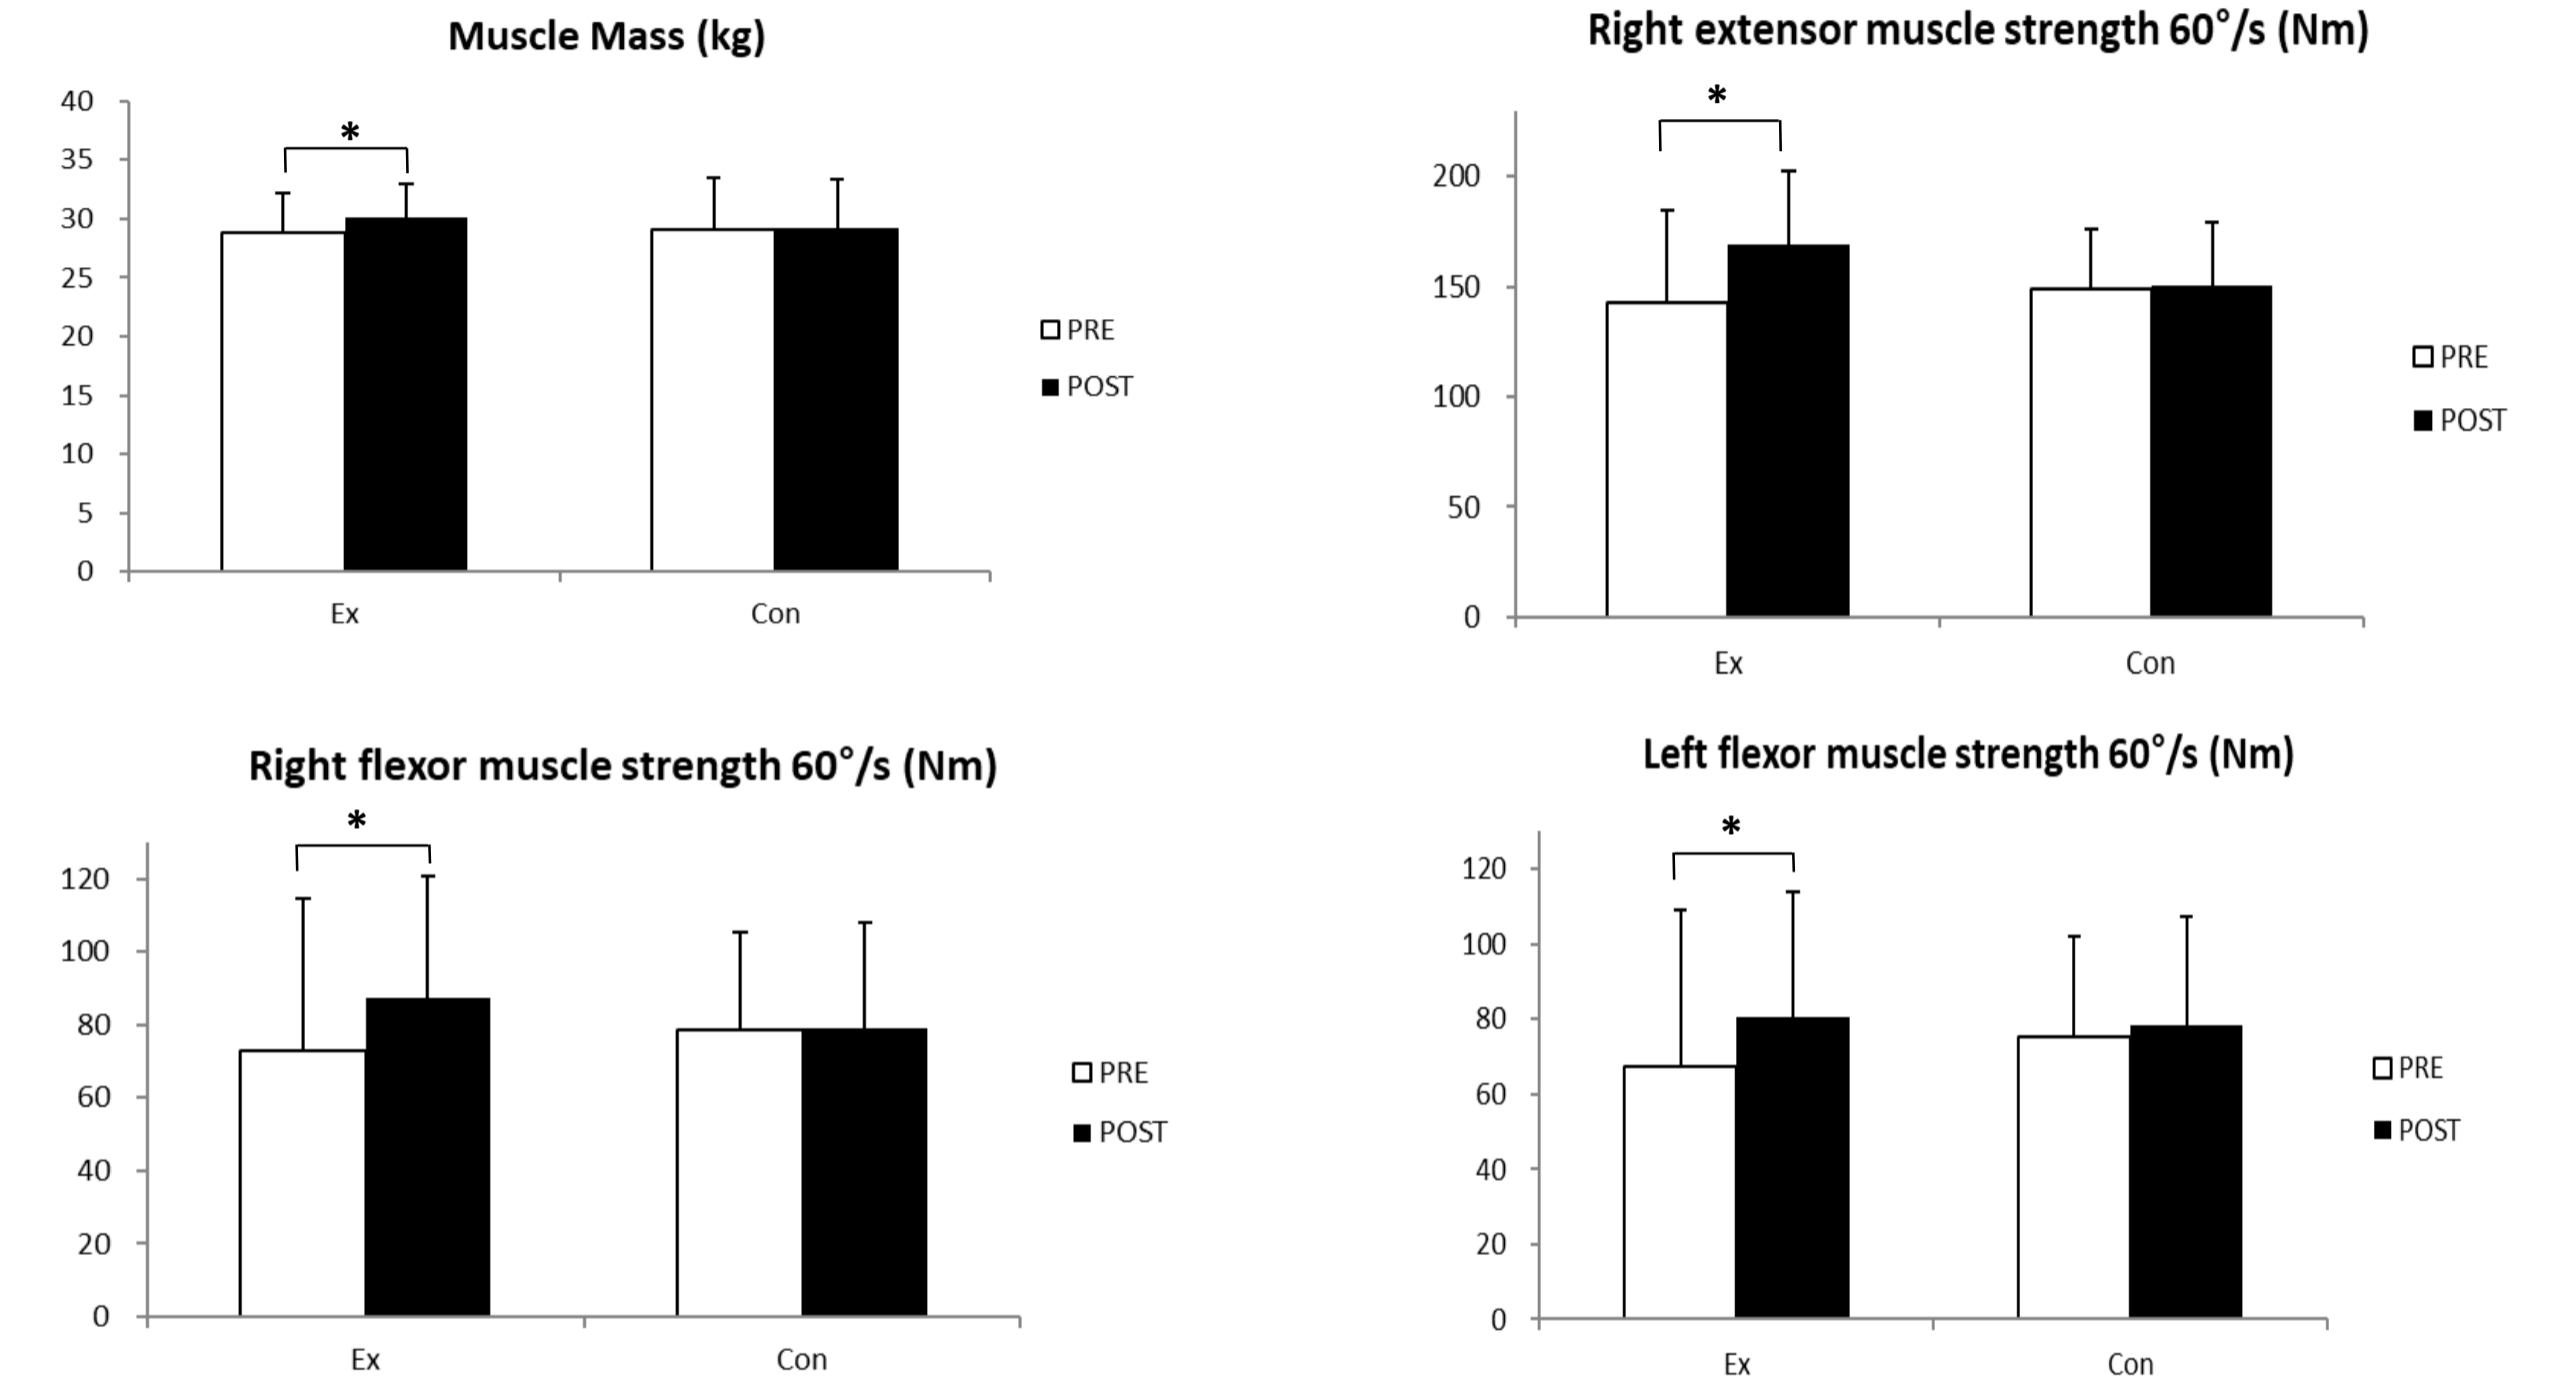 Muscle Mass (kg)
40
35
30
25
20
15
10
5
0
*
Ex
Con
PRE
POST
Right extensor muscle strength 60°/s (Nm)
200
150
100
50
0
*
Ex
Con
PRE
POST
Right flexor muscle strength 60°/s (Nm)
120
100
80
60
40
20
0
*
Ex
Con
PRE
POST
Left flexor muscle strength 60°/s (Nm)
120
100
80
60
40
20
0
*
Ex
Con
PRE
POST